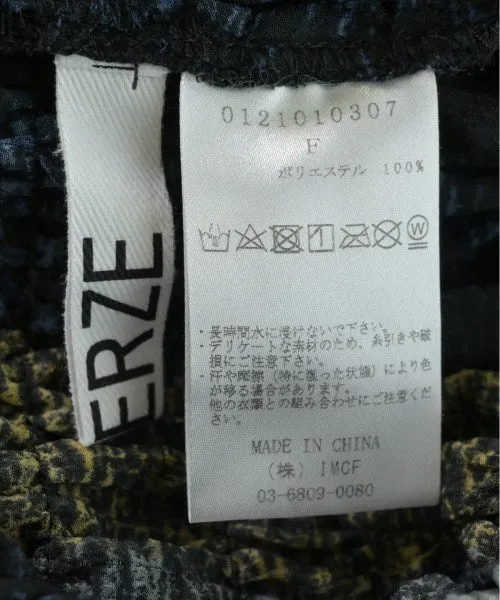 ERZE
0121010307
F
ポリエステル 100%
W
・長時間水に浸けないで下さい。
・デリケートな素材のため、糸引きや破
損にご注意下さい。
・汗や摩擦(特に湿った状態)により色
が移る場合があります。
他の衣類との組み合わせにご注意くだ
さい。
MADE IN CHINA
(株) IMCF
03-6809-0080